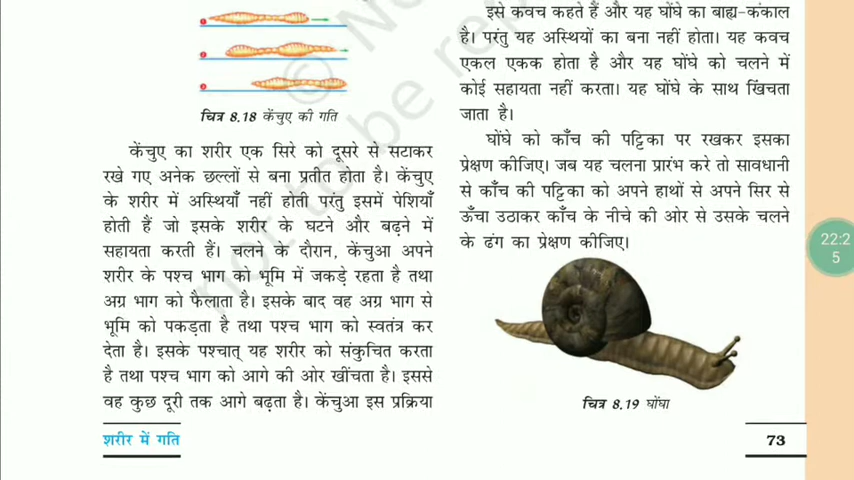 चित्र 8.18 केंचुए की गति
केंचुए का शरीर एक सिरे को दूसरे से सटाकर
रखे गए अनेक छल्लों से बना प्रतीत होता है। केंचुए
के शरीर में अस्थियाँ नहीं होती परंतु इसमें पेशियाँ
होती हैं जो इसके शरीर के घटने और बढ़ने में
सहायता करती हैं। चलने के दौरान, केंचुआ अपने
शरीर के पश्च भाग को भूमि में जकड़े रहता है तथा
अग्र भाग को फैलाता है। इसके बाद वह अग्र भाग से
भूमि को पकड़ता है तथा पश्च भाग को स्वतंत्र कर
देता है। इसके पश्चात् यह शरीर को संकुचित करता
है तथा पश्च भाग को आगे की ओर खींचता है। इससे
वह कुछ दूरी तक आगे बढ़ता है। केंचुआ इस प्रक्रिया
शरीर में गति
इसे कवच कहते हैं और यह घोंघे का बाह्य-कंकाल
है। परंतु यह अस्थियों का बना नहीं होता। यह कवच
एकल एकक होता है और यह घोंघे को चलने में
कोई सहायता नहीं करता। यह घोंघे के साथ खिंचता
जाता है।
घोंघे को काँच की पट्टिका पर रखकर इसका
प्रेक्षण कीजिए। जब यह चलना प्रारंभ करे तो सावधानी
से काँच की पट्टिका को अपने हाथों से अपने सिर से
ऊँचा उठाकर काँच के नीचे की ओर से उसके चलने
के ढंग का प्रेक्षण कीजिए।
चित्र 8.19 घोंघा
73
22:2
5